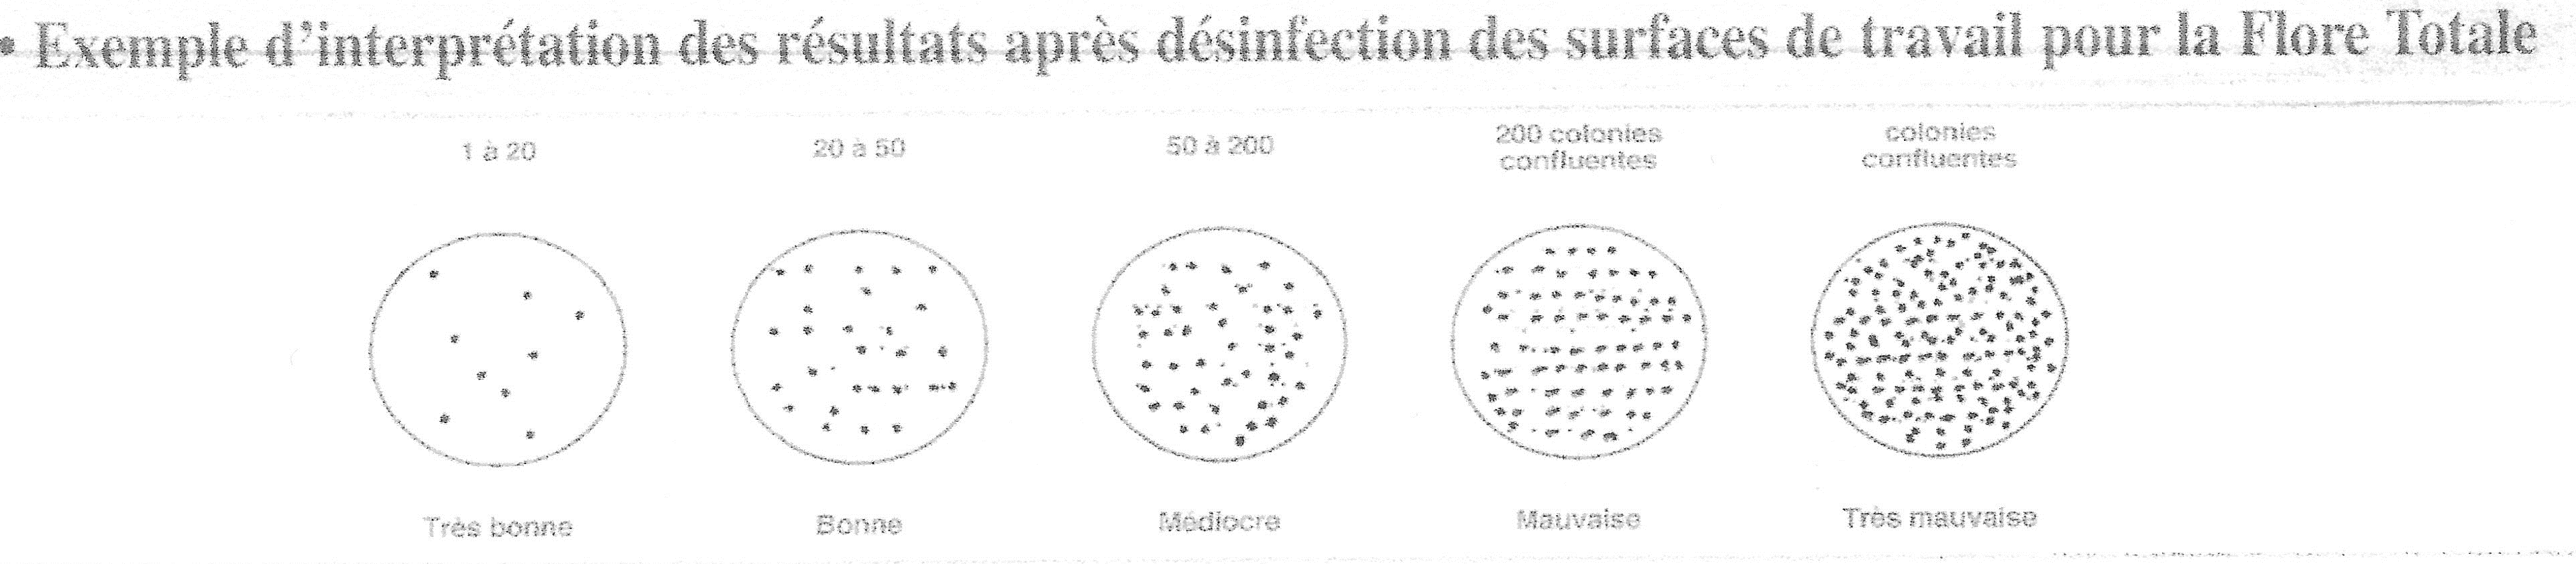 • Exemple d'interprétation des résultats après désinfection des surfaces de travail pour la Flore Totale
1 à 20
20 à 50
50 à 200
200 colonies
confluentes
colonies
confluentes
Très bonne
Bonne
Médiocre
Mauvaise
Très mauvaise